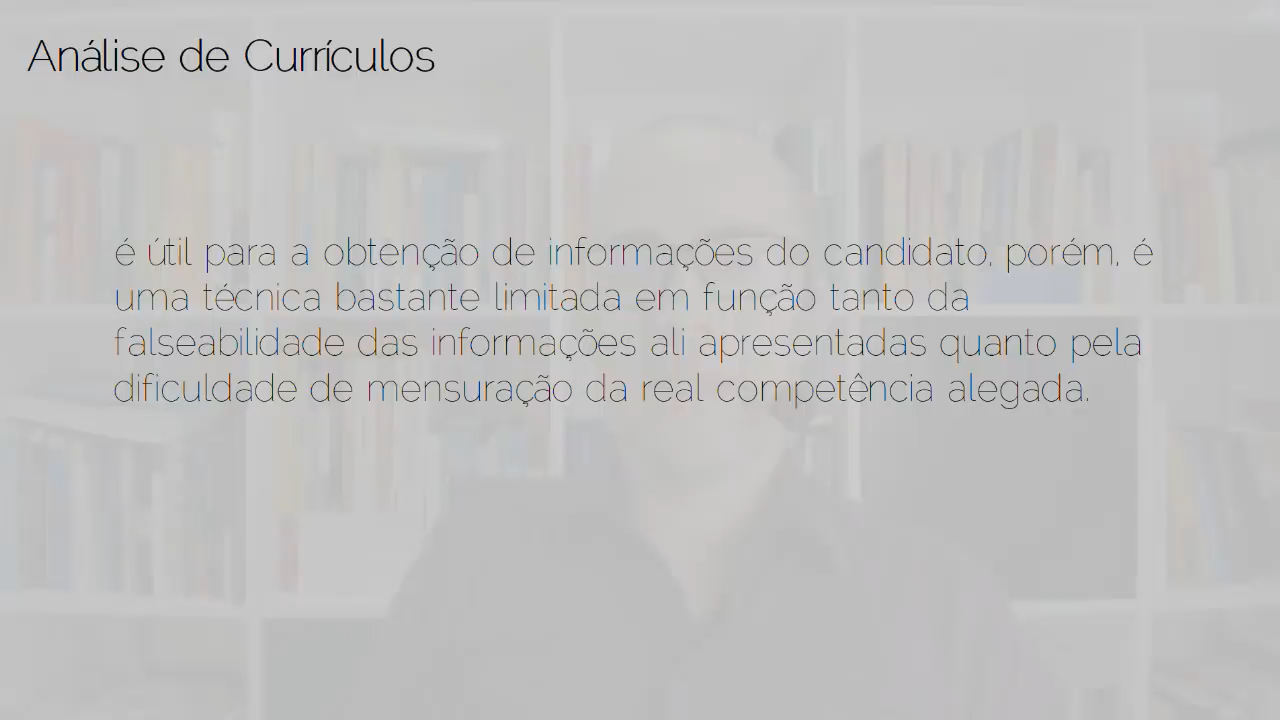 Análise de Currículos
é útil para a obtenção de informações do candidato, porém, é
uma técnica bastante limitada em função tanto da
falseabilidade das informações ali apresentadas quanto pela
dificuldade de mensuração da real competência alegada.